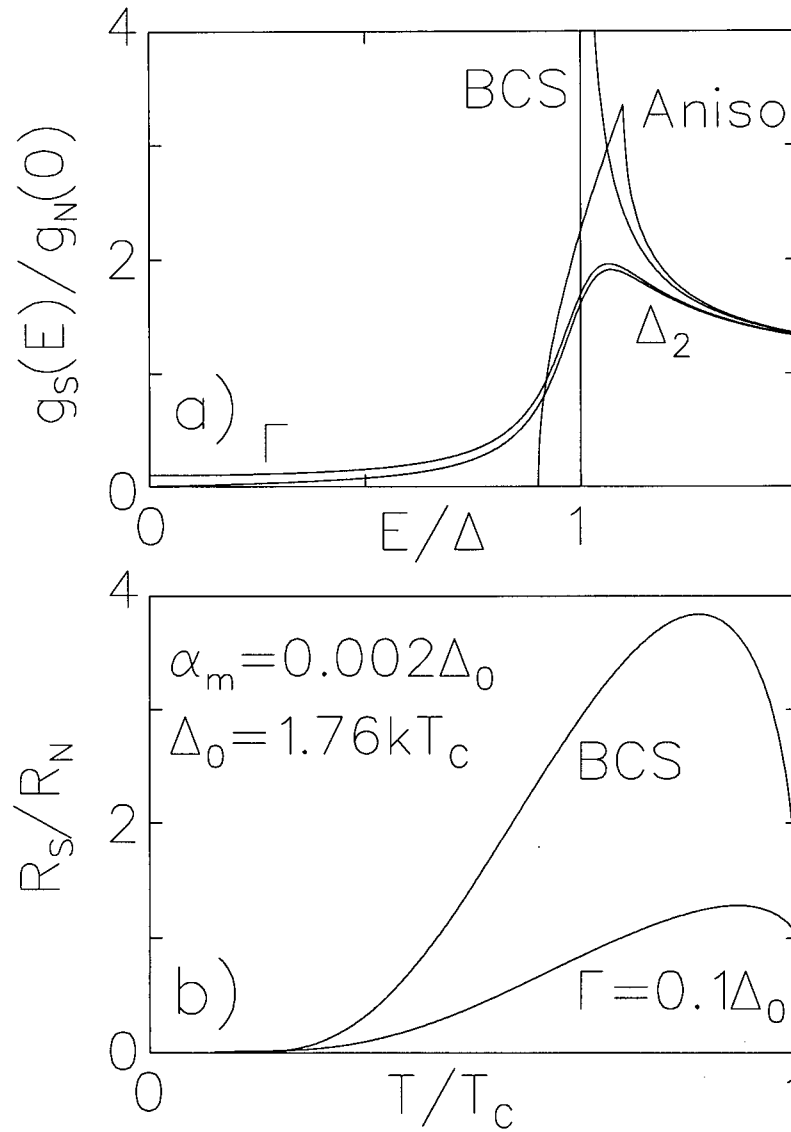 4
BCS
Aniso
g_S(E)/g_N(0)
2
Δ_2
a)
Γ
0
0
E/Δ
1
4
α_m=0.002Δ_0
Δ_0=1.76kT_C
BCS
R_S/R_N
2
Γ=0.1Δ_0
b)
0
0
T/T_C